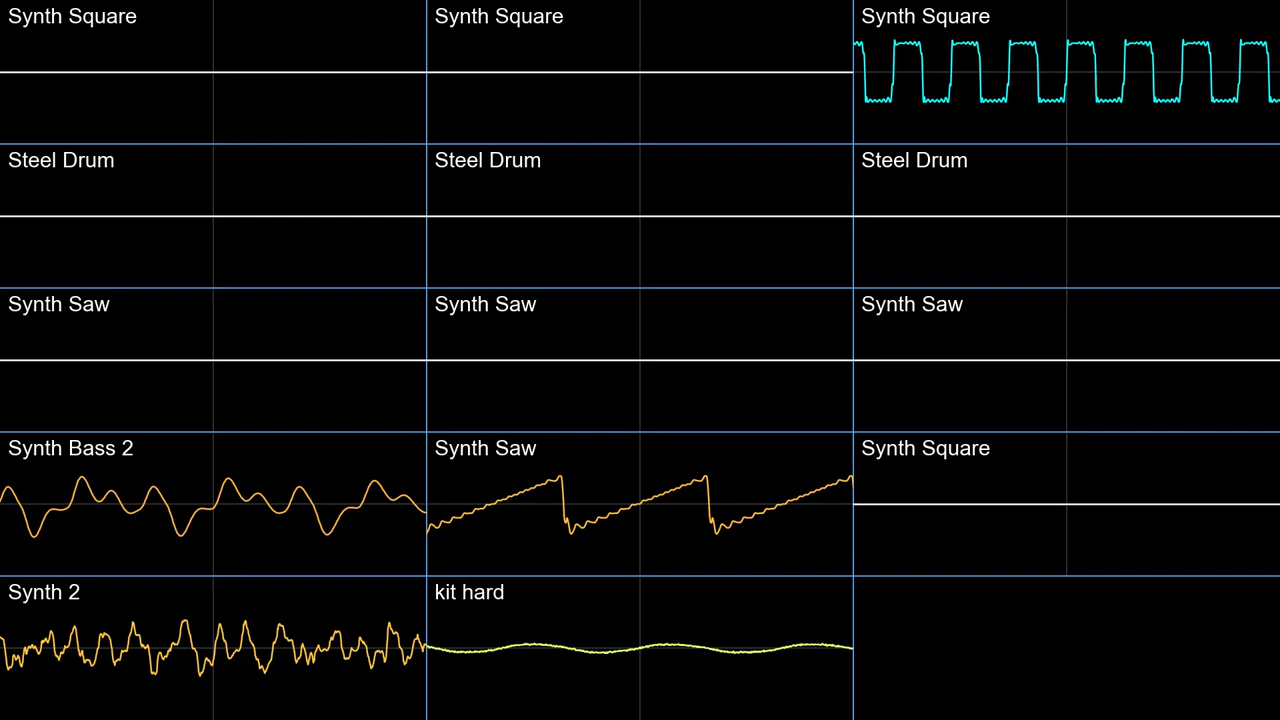 Synth Square
Synth Square
Synth Square
Steel Drum
Steel Drum
Steel Drum
Synth Saw
Synth Saw
Synth Saw
Synth Bass 2
Synth Saw
Synth Square
Synth 2
kit hard